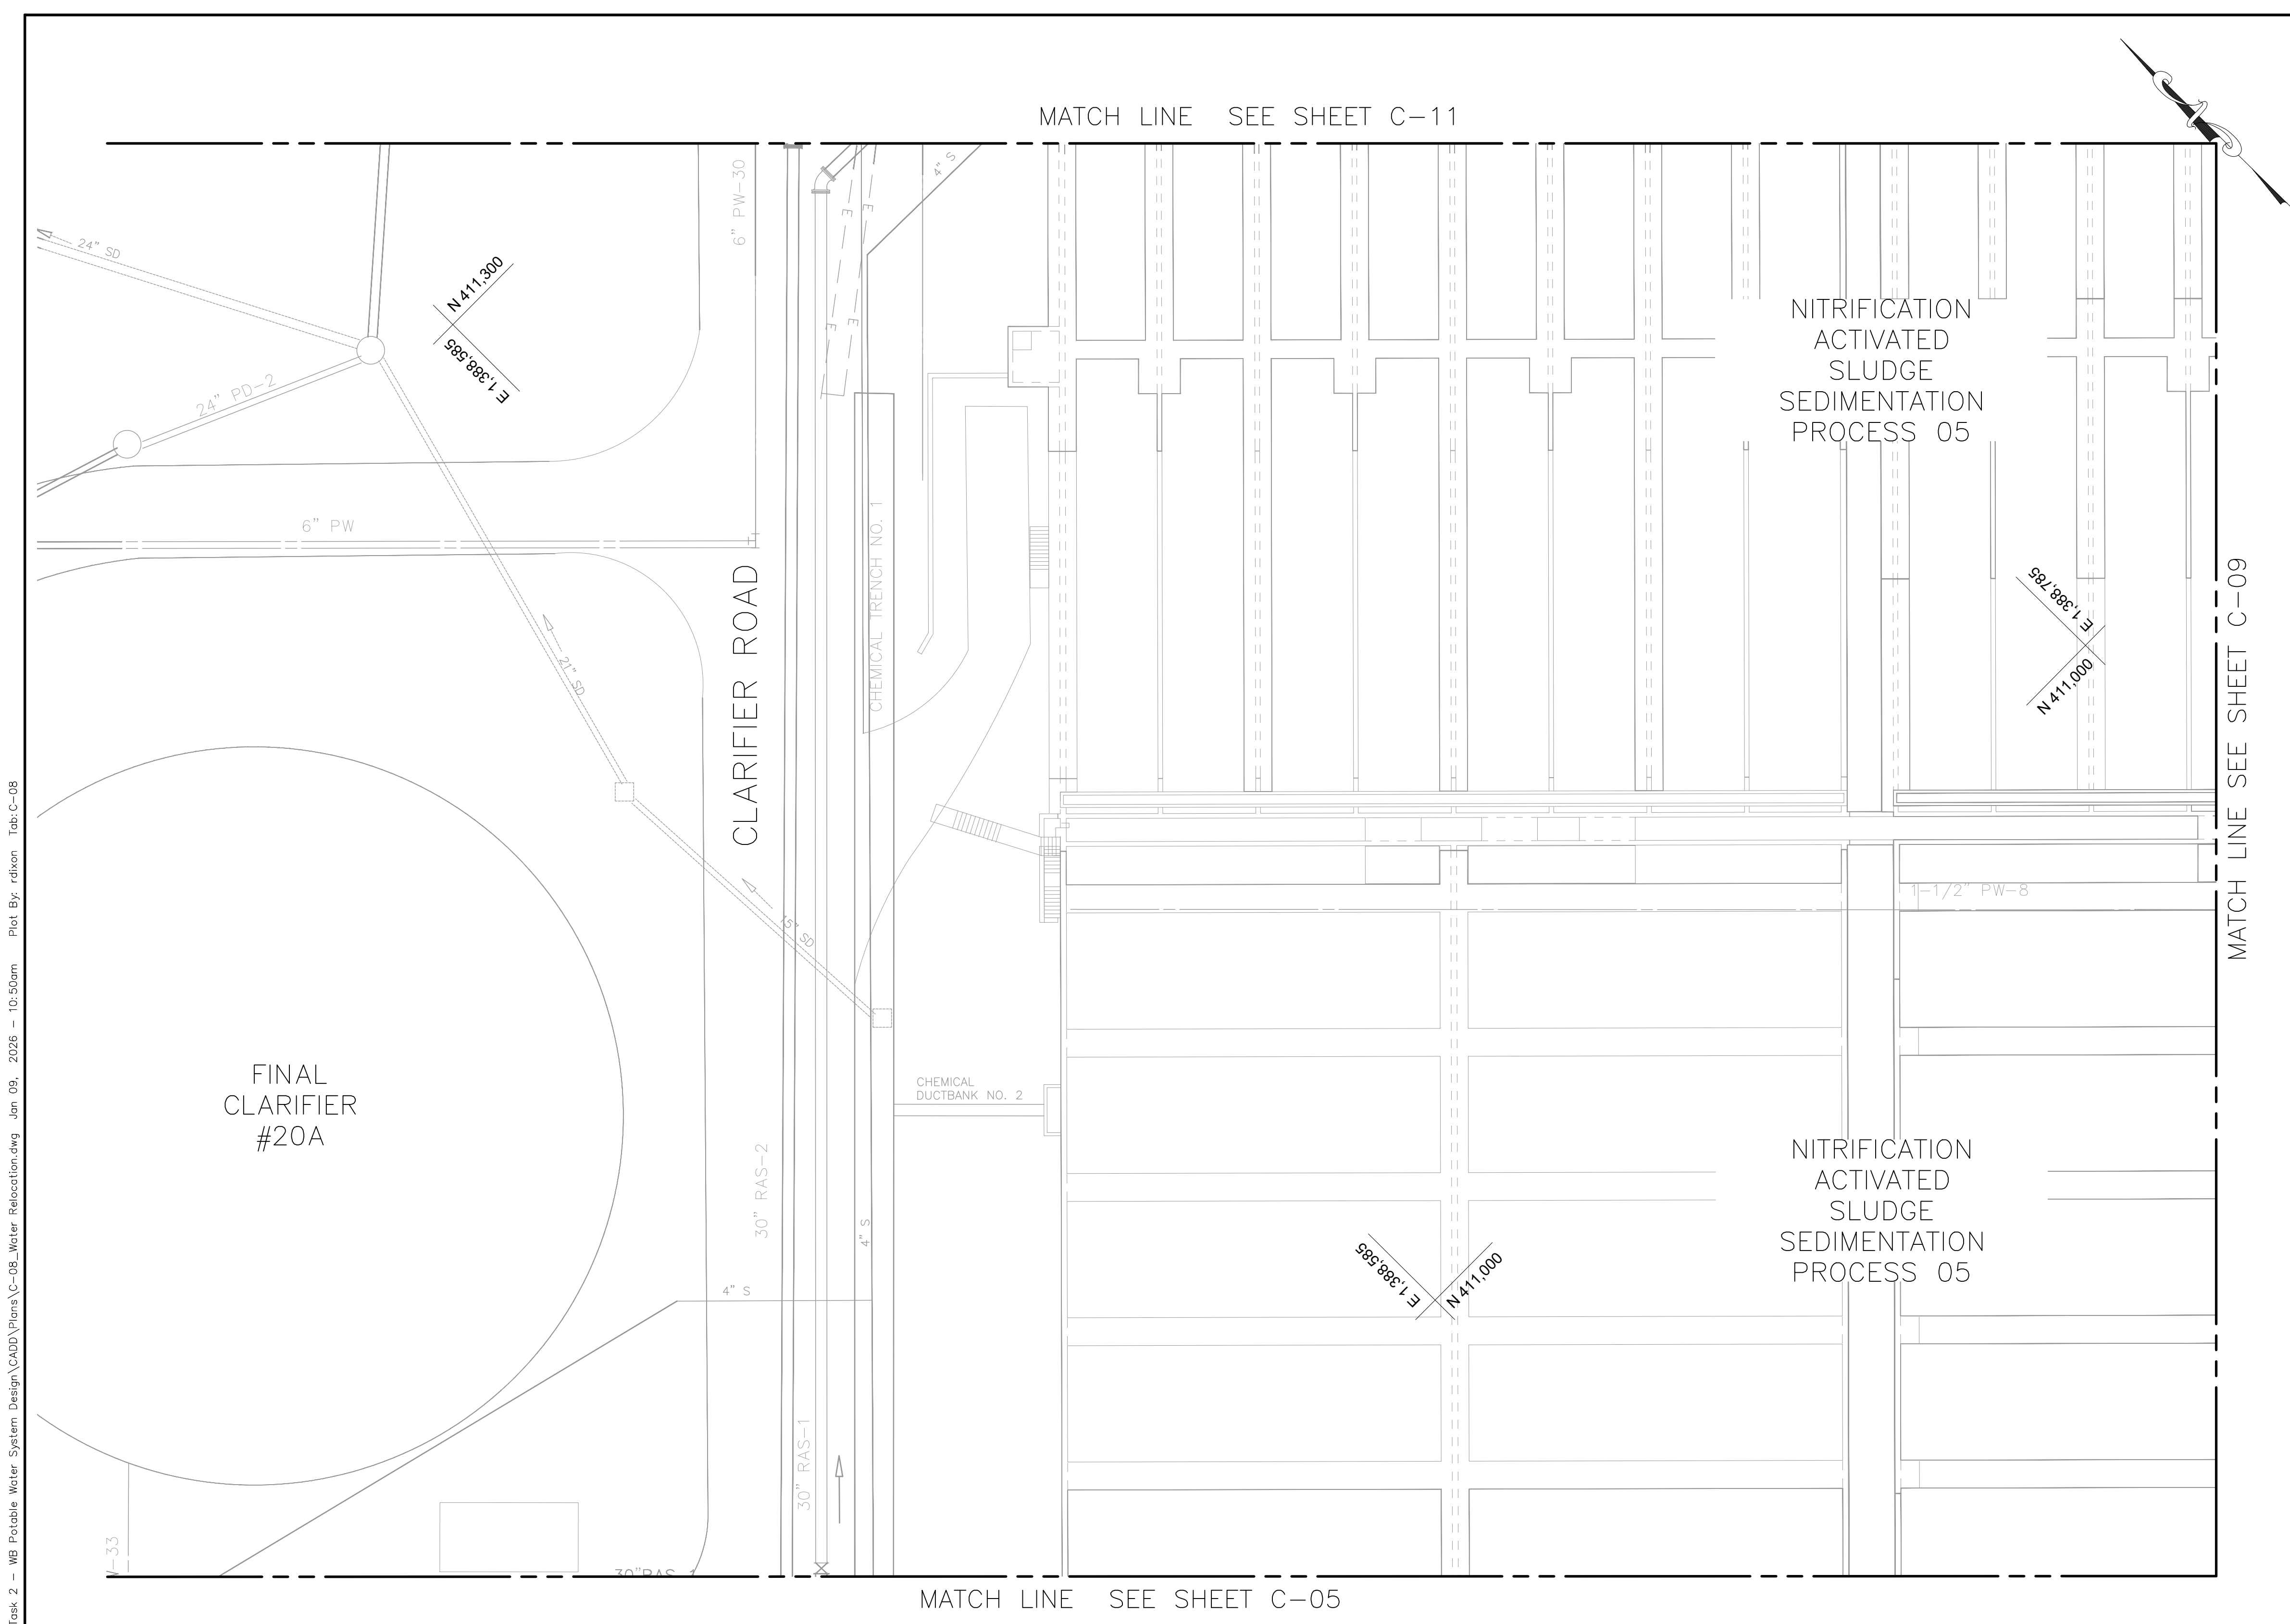 MATCH LINE SEE SHEET C-11
6" PW-30
4" S
24" SD
N 411,300
E 1,388,585
E
E
E
E
24" PD-2
NITRIFICATION
ACTIVATED
SLUDGE
SEDIMENTATION
PROCESS 05
6" PW
CHEMICAL TRENCH NO. 1
CLARIFIER ROAD
21" SD
E 1,388,785
N 411,000
MATCH LINE SEE SHEET C-09
1-1/2" PW-8
15" SD
FINAL
CLARIFIER
#20A
CHEMICAL
DUCTBANK NO. 2
30" RAS-2
4" S
NITRIFICATION
ACTIVATED
SLUDGE
SEDIMENTATION
PROCESS 05
E 1,388,585
N 411,000
4" S
30" RAS-1
-33
30"RAS-1
MATCH LINE SEE SHEET C-05
Task 2 - WB Potable Water System Design\CADD\Plans\C-08_Water Relocation.dwg Jan 09, 2026 - 10:50am Plot By: rdixon Tab: C-08